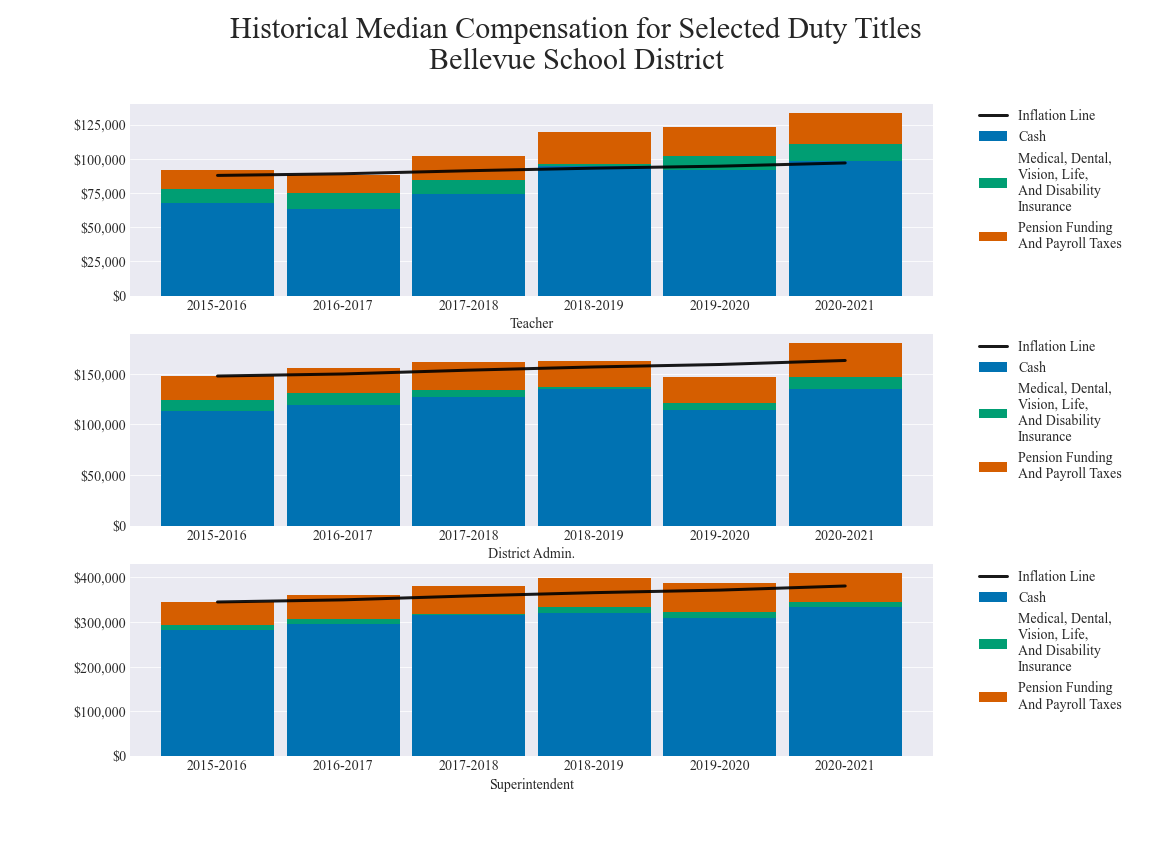 Historical Median Compensation for Selected Duty Titles
Bellevue School District
$125,000
$100,000
$75,000
$50,000
$25,000
$0
2015-2016 2016-2017 2017-2018 2018-2019 2019-2020 2020-2021
Teacher
Inflation Line
Cash
Medical, Dental,
Vision, Life,
And Disability
Insurance
Pension Funding
And Payroll Taxes
$150,000
$100,000
$50,000
$0
2015-2016 2016-2017 2017-2018 2018-2019 2019-2020 2020-2021
District Admin.
Inflation Line
Cash
Medical, Dental,
Vision, Life,
And Disability
Insurance
Pension Funding
And Payroll Taxes
$400,000
$300,000
$200,000
$100,000
$0
2015-2016 2016-2017 2017-2018 2018-2019 2019-2020 2020-2021
Superintendent
Inflation Line
Cash
Medical, Dental,
Vision, Life,
And Disability
Insurance
Pension Funding
And Payroll Taxes